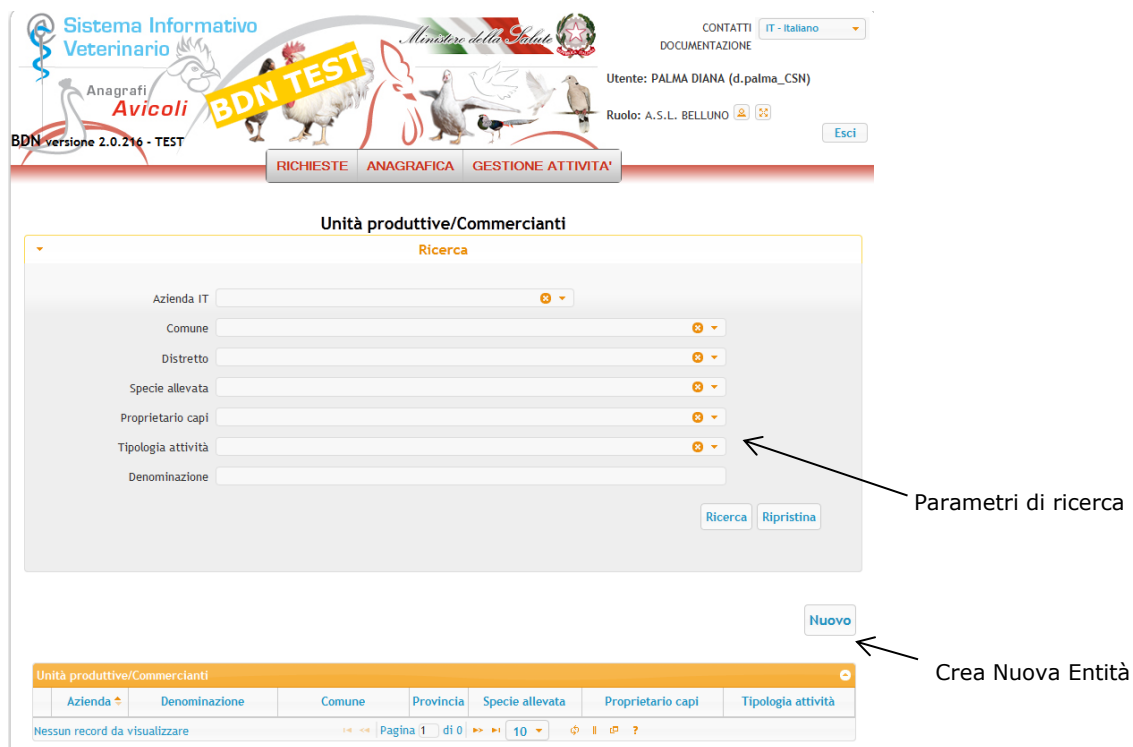 Sistema Informativo
Veterinario
Anagrafi
Avicoli
BDN TEST
BDN versione 2.0.216 - TEST
Ministero della Salute
CONTATTI
DOCUMENTAZIONE
IT - Italiano
Utente: PALMA DIANA (d.palma_CSN)
Ruolo: A.S.L. BELLUNO
Esci
RICHIESTE ANAGRAFICA GESTIONE ATTIVITA'
Unità produttive/Commercianti
Ricerca
Azienda IT
Comune
Distretto
Specie allevata
Proprietario capi
Tipologia attività
Denominazione
Ricerca Ripristina
Parametri di ricerca
Nuovo
Crea Nuova Entità
Unità produttive/Commercianti
Azienda Denominazione Comune Provincia Specie allevata Proprietario capi Tipologia attività
Nessun record da visualizzare Pagina 1 di 0 10 ?